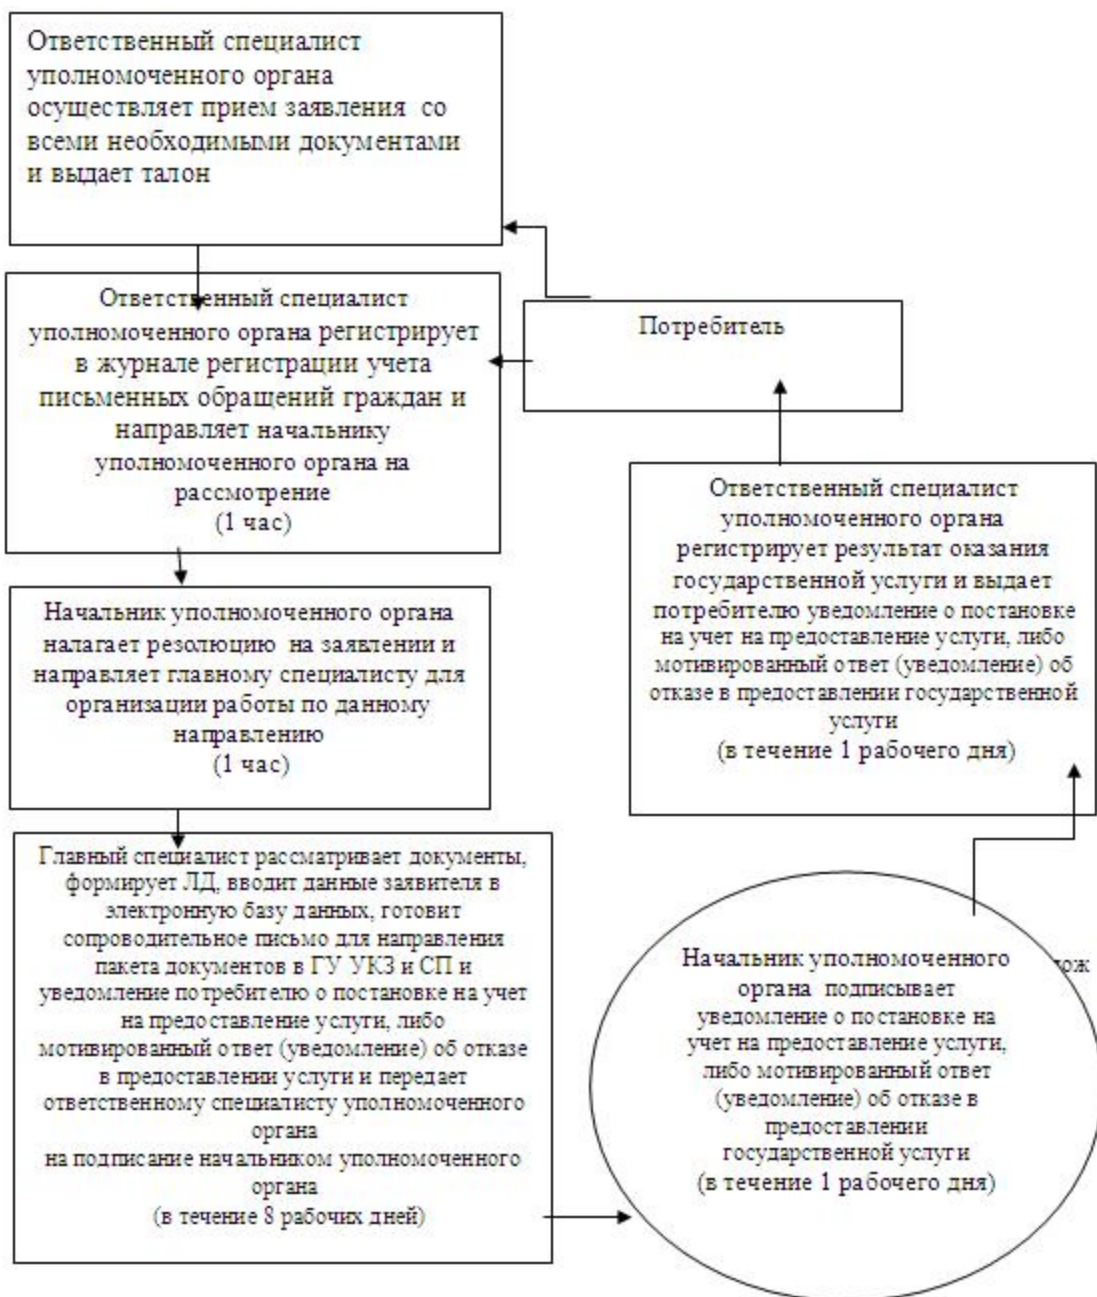 Ответственный специалист
уполномоченного органа
осуществляет прием заявления со
всеми необходимыми документами
и выдает талон
Ответственный специалист
уполномоченного органа регистрирует
в журнале регистрации учета
письменных обращений граждан и
направляет начальнику
уполномоченного органа на
рассмотрение
(1 час)
Потребитель
Начальник уполномоченного органа
налагает резолюцию на заявлении и
направляет главному специалисту для
организации работы по данному
направлению
(1 час)
Главный специалист рассматривает документы,
формирует ЛД, вводит данные заявителя в
электронную базу данных, готовит
сопроводительное письмо для направления
пакета документов в ГУ УКЗ и СП и
уведомление потребителю о постановке на учет
на предоставление услуги, либо
мотивированный ответ (уведомление) об отказе
в предоставлении услуги и передает
ответственному специалисту уполномоченного
органа
на подписание начальником уполномоченного
органа
(в течение 8 рабочих дней)
Начальник уполномоченного
органа подписывает
уведомление о постановке на
учет на предоставление услуги,
либо мотивированный ответ
(уведомление) об отказе в
предоставлении
государственной услуги
(в течение 1 рабочего дня)
Ответственный специалист
уполномоченного органа
регистрирует результат оказания
государственной услуги и выдает
потребителю уведомление о постановке
на учет на предоставление услуги, либо
мотивированный ответ (уведомление) об
отказе в предоставлении государственной
услуги
(в течение 1 рабочего дня)